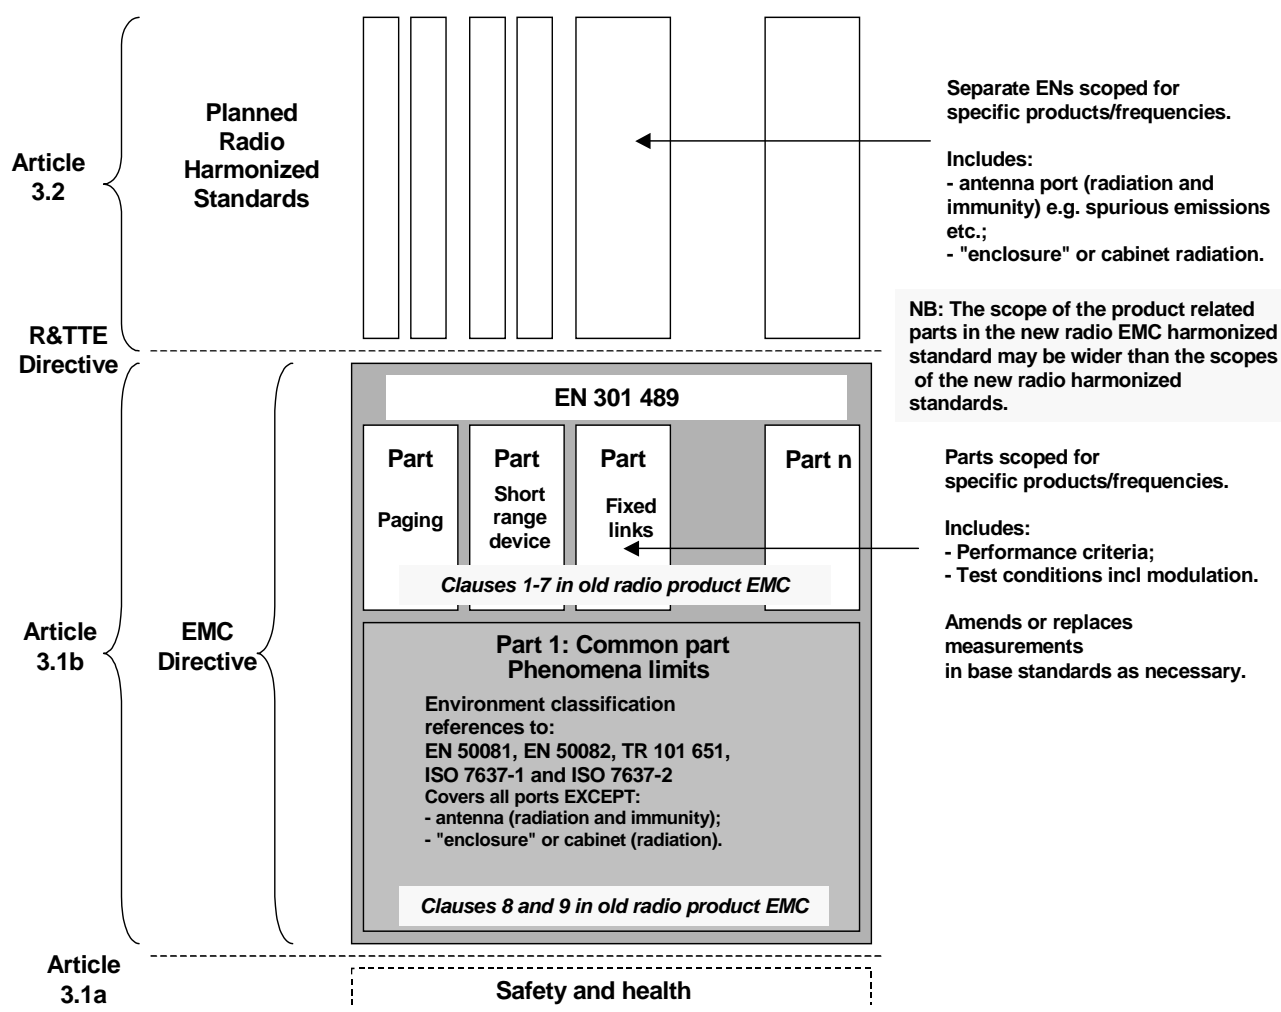 Article
3.2
Planned
Radio
Harmonized
Standards
Separate ENs scoped for
specific products/frequencies.
Includes:
- antenna port (radiation and
immunity) e.g. spurious emissions
etc.;
- "enclosure" or cabinet radiation.
NB: The scope of the product related
parts in the new radio EMC harmonized
standard may be wider than the scopes
of the new radio harmonized
standards.
R&TTE
Directive
EN 301 489
Part
Paging
Part
Short
range
device
Part
Fixed
links
Part n
Clauses 1-7 in old radio product EMC
Parts scoped for
specific products/frequencies.
Includes:
- Performance criteria;
- Test conditions incl modulation.
Amends or replaces
measurements
in base standards as necessary.
Article
3.1b
EMC
Directive
Part 1: Common part
Phenomena limits
Environment classification
references to:
EN 50081, EN 50082, TR 101 651,
ISO 7637-1 and ISO 7637-2
Covers all ports EXCEPT:
- antenna (radiation and immunity);
- "enclosure" or cabinet (radiation).
Clauses 8 and 9 in old radio product EMC
Article
3.1a
Safety and health